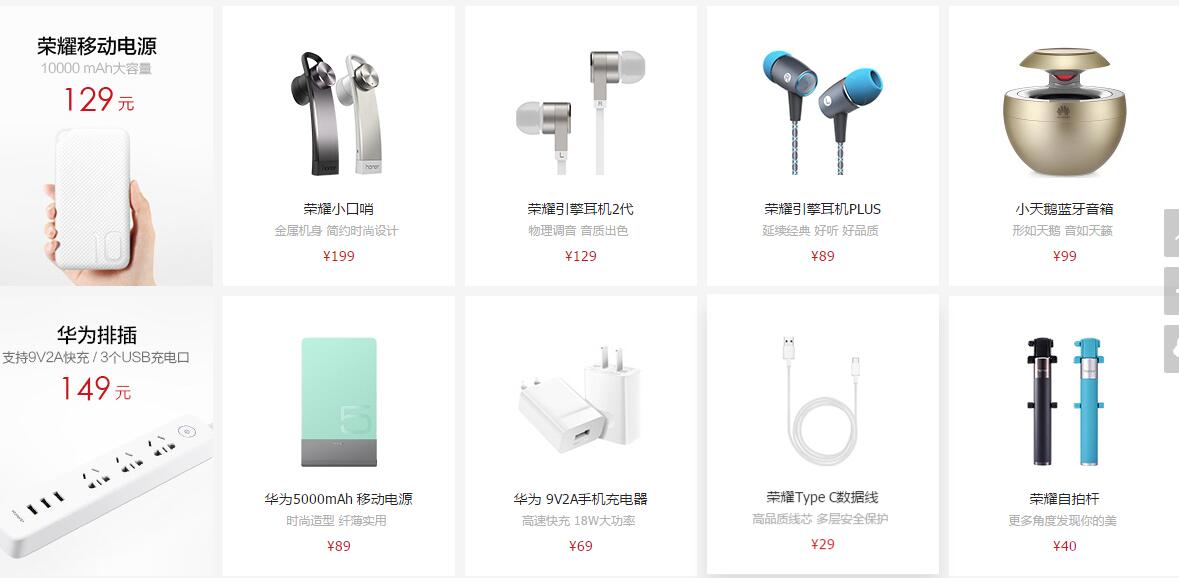 荣耀移动电源
10000 mAh大容量
129元
荣耀小口哨
金属机身 简约时尚设计
¥199
荣耀引擎耳机2代
物理调音 音质出色
¥129
荣耀引擎耳机PLUS
延续经典 好听 好品质
¥89
小天鹅蓝牙音箱
形如天鹅 音如天籁
¥99
华为排插
支持9V2A快充 / 3个USB充电口
149元
华为5000mAh 移动电源
时尚造型 纤薄实用
¥89
华为 9V2A手机充电器
高速快充 18W大功率
¥69
荣耀Type C数据线
高品质线芯 多层安全保护
¥29
荣耀自拍杆
更多角度发现你的美
¥40
honor
honor
R
L
R
L
10
5